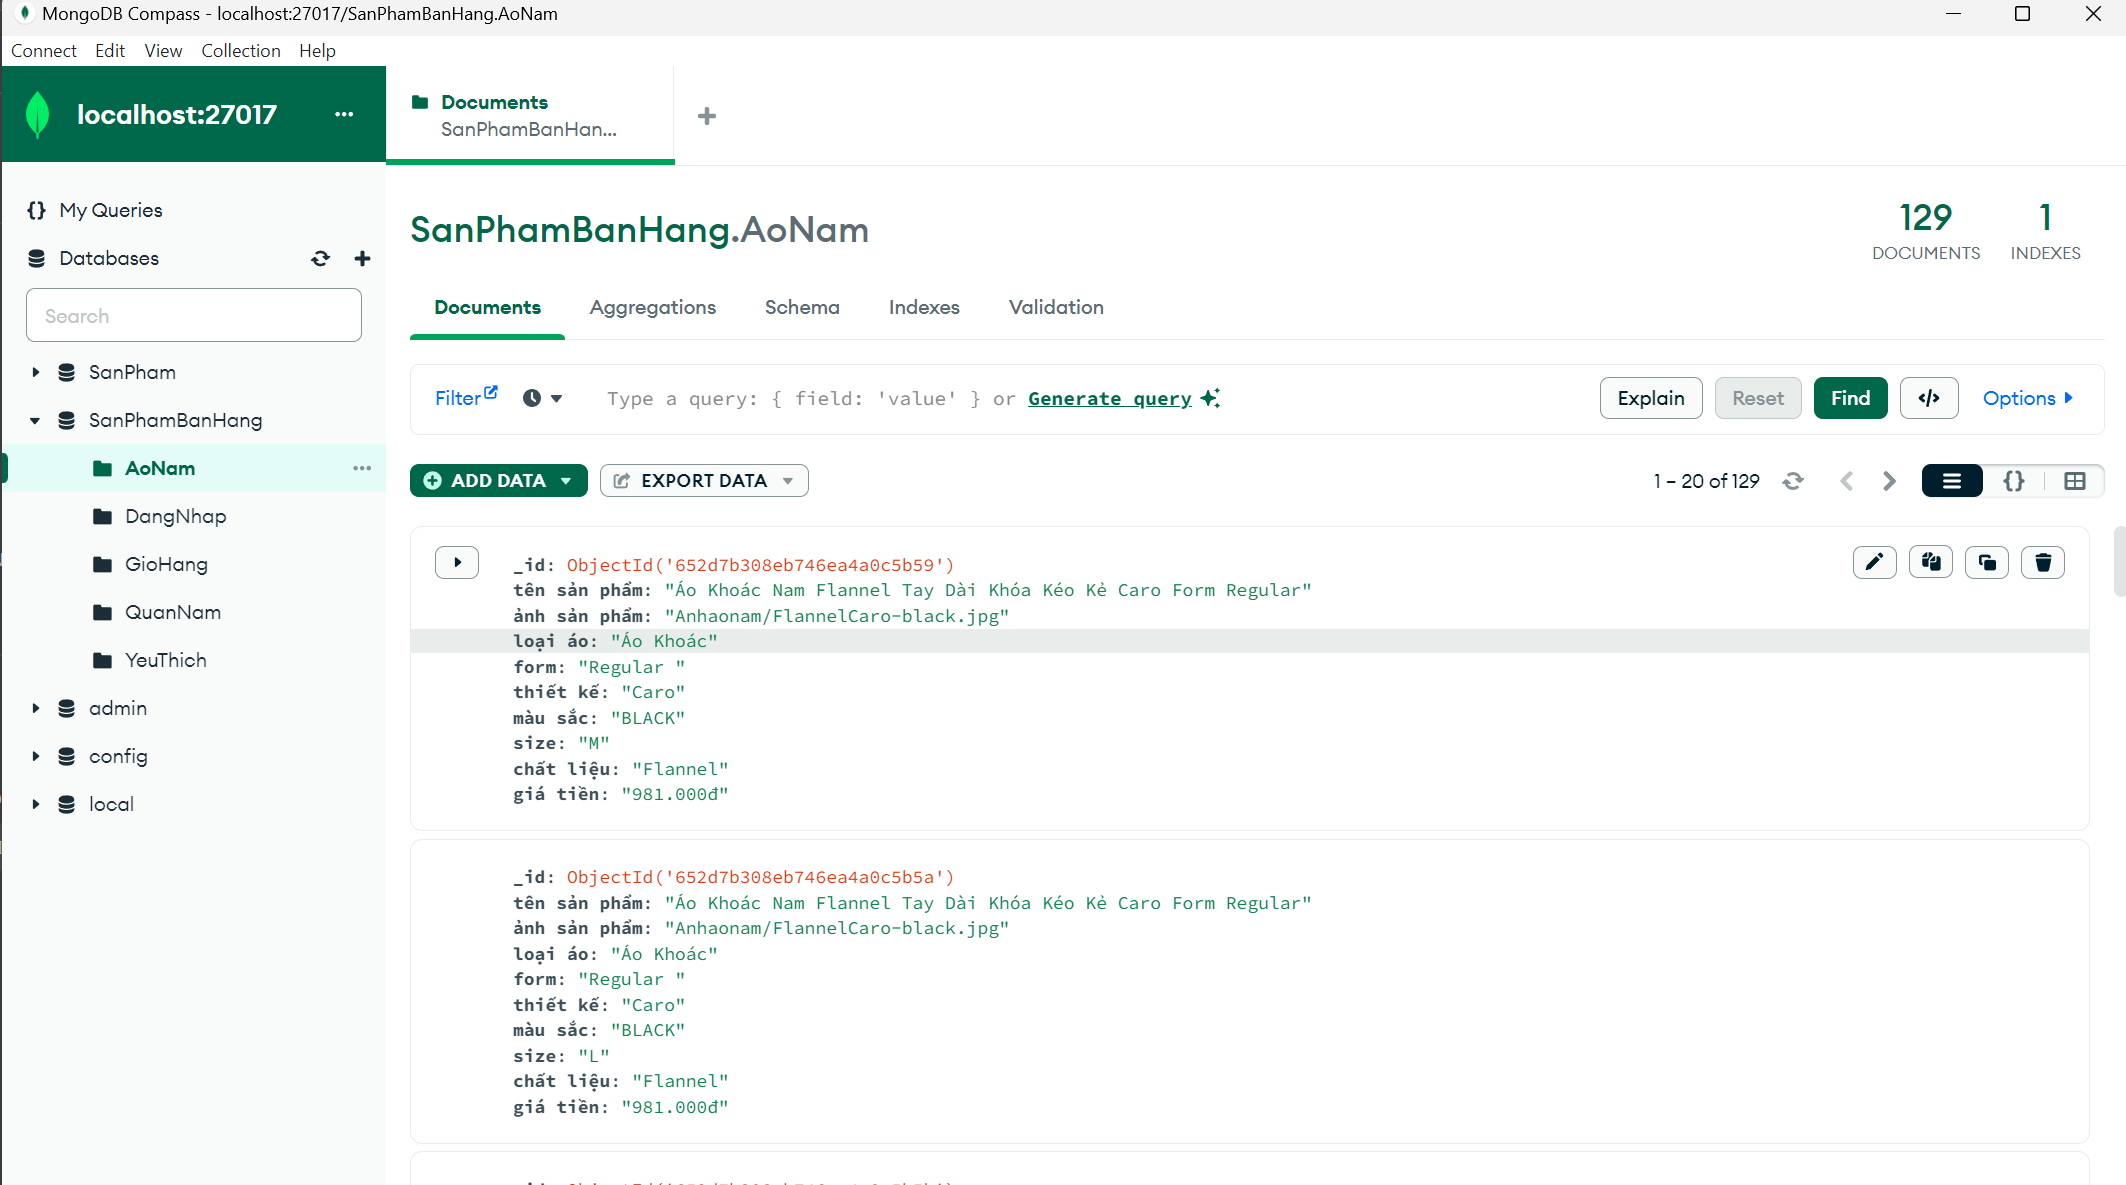 MongoDB Compass - localhost:27017/SanPhamBanHang.AoNam
Connect Edit View Collection Help
localhost:27017
Documents
SanPhamBanHan...
My Queries
Databases
Search
SanPham
SanPhamBanHang
AoNam
DangNhap
GioHang
QuanNam
YeuThich
admin
config
local
SanPhamBanHang.AoNam
129
DOCUMENTS
1
INDEXES
Documents Aggregations Schema Indexes Validation
Filter Type a query: { field: 'value' } or Generate query Explain Reset Find </> Options
ADD DATA EXPORT DATA 1 – 20 of 129 {}
_id: ObjectId('652d7b308eb746ea4a0c5b59')
tên sản phẩm: "Áo Khoác Nam Flannel Tay Dài Khóa Kéo Kẻ Caro Form Regular"
ảnh sản phẩm: "Anhaonam/FlannelCaro-black.jpg"
loại áo: "Áo Khoác"
form: "Regular "
thiết kế: "Caro"
màu sắc: "BLACK"
size: "M"
chất liệu: "Flannel"
giá tiền: "981.000đ"
_id: ObjectId('652d7b308eb746ea4a0c5b5a')
tên sản phẩm: "Áo Khoác Nam Flannel Tay Dài Khóa Kéo Kẻ Caro Form Regular"
ảnh sản phẩm: "Anhaonam/FlannelCaro-black.jpg"
loại áo: "Áo Khoác"
form: "Regular "
thiết kế: "Caro"
màu sắc: "BLACK"
size: "L"
chất liệu: "Flannel"
giá tiền: "981.000đ"